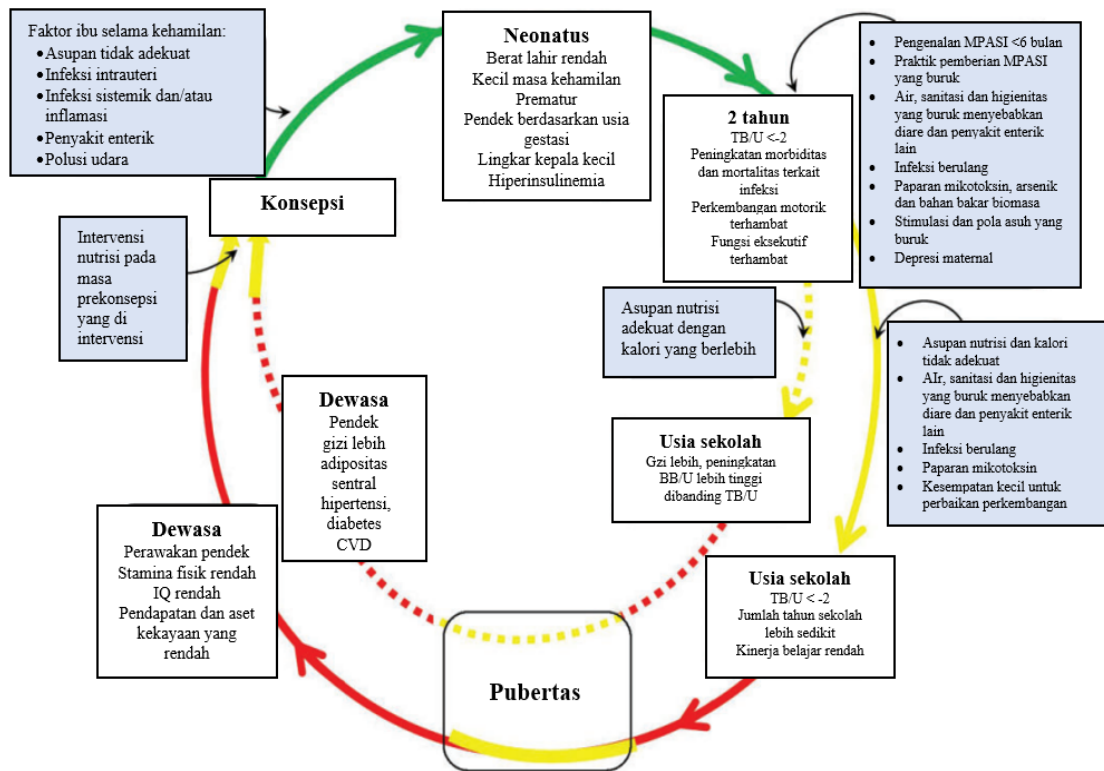 Faktor ibu selama kehamilan:
•Asupan tidak adekuat
•Infeksi intrauteri
•Infeksi sistemik dan/atau
inflamasi
•Penyakit enterik
•Polusi udara
Neonatus
Berat lahir rendah
Kecil masa kehamilan
Prematur
Pendek berdasarkan usia
gestasi
Lingkar kepala kecil
Hiperinsulinemia
• Pengenalan MPASI <6 bulan
• Praktik pemberian MPASI
yang buruk
• Air, sanitasi dan higienitas
yang buruk menyebabkan
diare dan penyakit enterik
lain
• Infeksi berulang
• Paparan mikotoksin, arsenik
dan bahan bakar biomasa
• Stimulasi dan pola asuh yang
buruk
• Depresi maternal
2 tahun
TB/U <-2
Peningkatan morbiditas
dan mortalitas terkait
infeksi
Perkembangan motorik
terhambat
Fungsi eksekutif
terhambat
Konsepsi
Intervensi
nutrisi pada
masa
prekonsepsi
yang di
intervensi
Asupan nutrisi
adekuat dengan
kalori yang berlebih
• Asupan nutrisi dan kalori
tidak adekuat
• AIr, sanitasi dan higienitas
yang buruk menyebabkan
diare dan penyakit enterik
lain
• Infeksi berulang
• Paparan mikotoksin
• Kesempatan kecil untuk
perbaikan perkembangan
Dewasa
Pendek
gizi lebih
adipositas
sentral
hipertensi,
diabetes
CVD
Usia sekolah
Gzi lebih, peningkatan
BB/U lebih tinggi
dibanding TB/U
Dewasa
Perawakan pendek
Stamina fisik rendah
IQ rendah
Pendapatan dan aset
kekayaan yang
rendah
Usia sekolah
TB/U < -2
Jumlah tahun sekolah
lebih sedikit
Kinerja belajar rendah
Pubertas